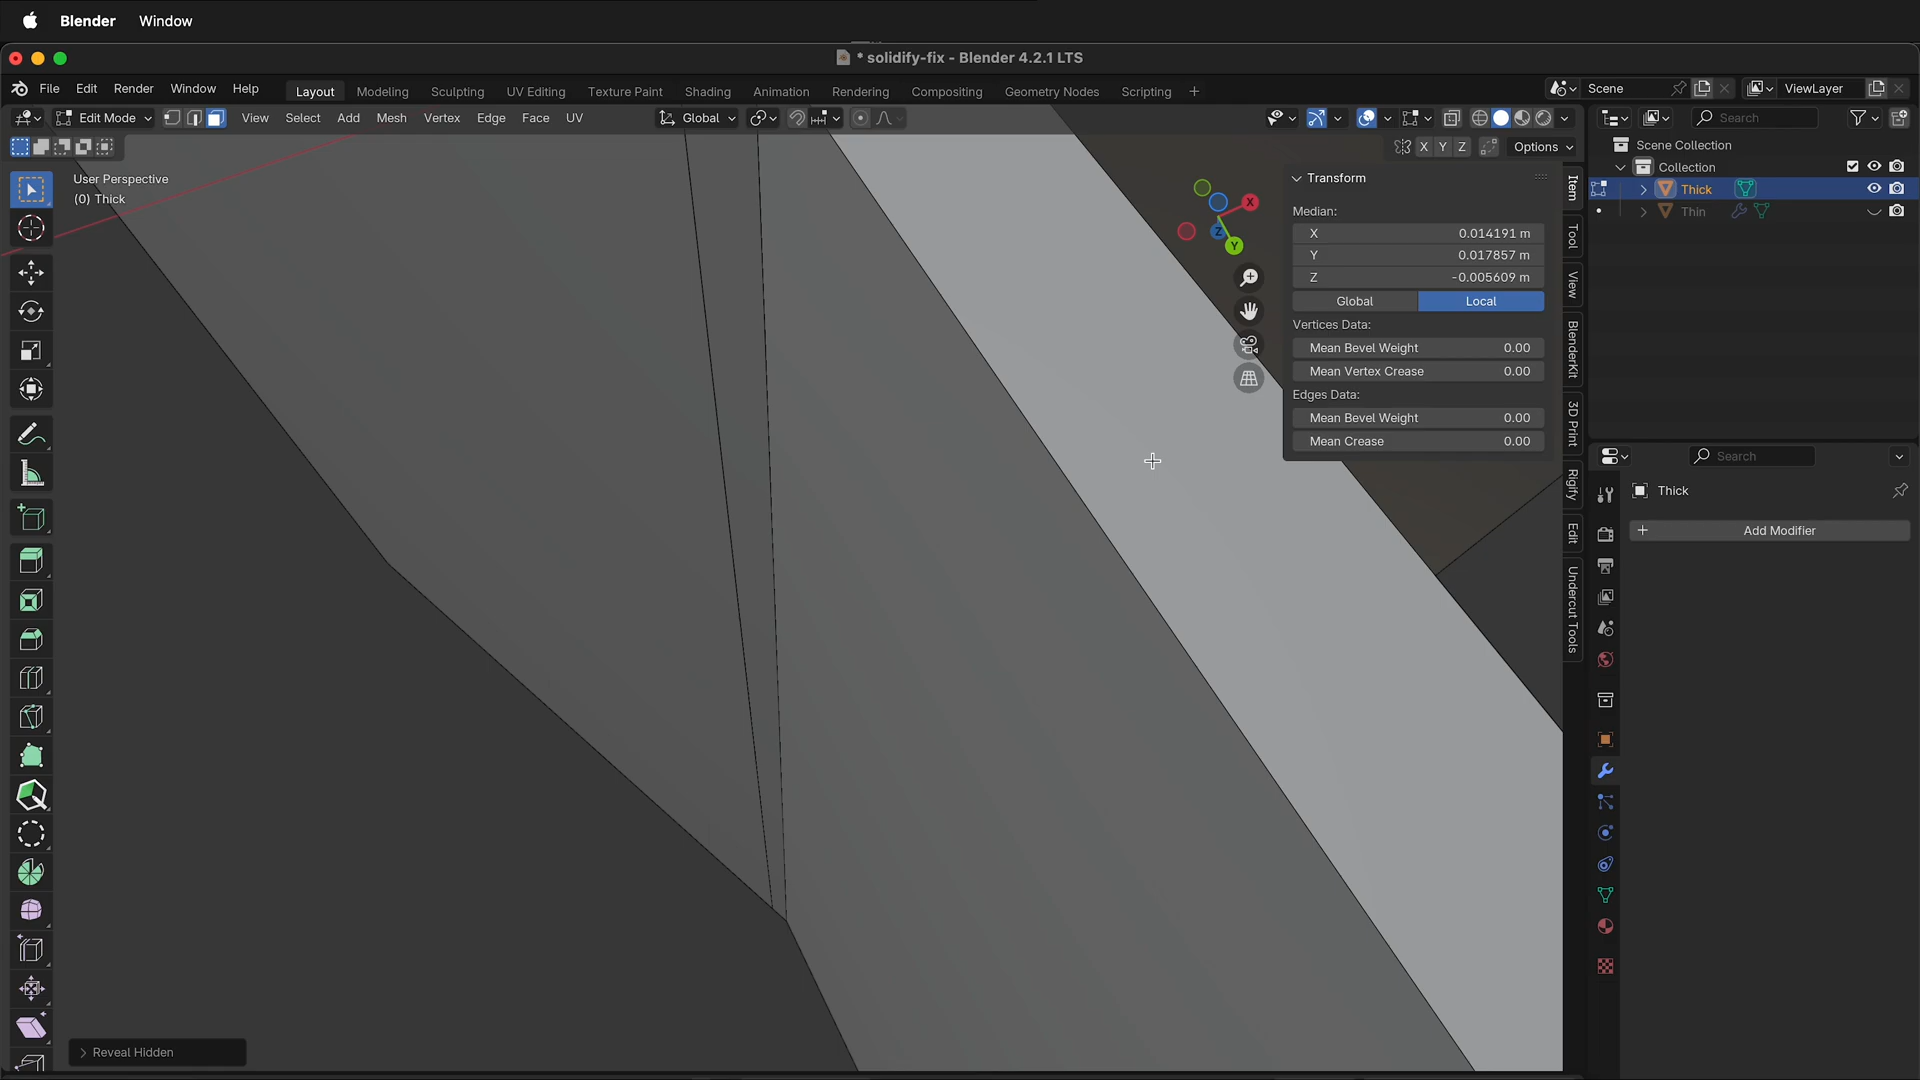 Blender Window
* solidify-fix - Blender 4.2.1 LTS
File Edit Render Window Help Layout Modeling Sculpting UV Editing Texture Paint Shading Animation Rendering Compositing Geometry Nodes Scripting + Scene ViewLayer
Edit Mode View Select Add Mesh Vertex Edge Face UV Global Search
X Y Z Options
Scene Collection
Collection
Thick
Thin
User Perspective
(0) Thick
X
Y
Z
Transform
Median:
X 0.014191 m
Y 0.017857 m
Z -0.005609 m
Global Local
Vertices Data:
Mean Bevel Weight 0.00
Mean Vertex Crease 0.00
Edges Data:
Mean Bevel Weight 0.00
Mean Crease 0.00
Item
Tool
View
BlenderKit
3D Print
Rigify
Edit
Undercut Tools
Search
Thick
+ Add Modifier
Reveal Hidden